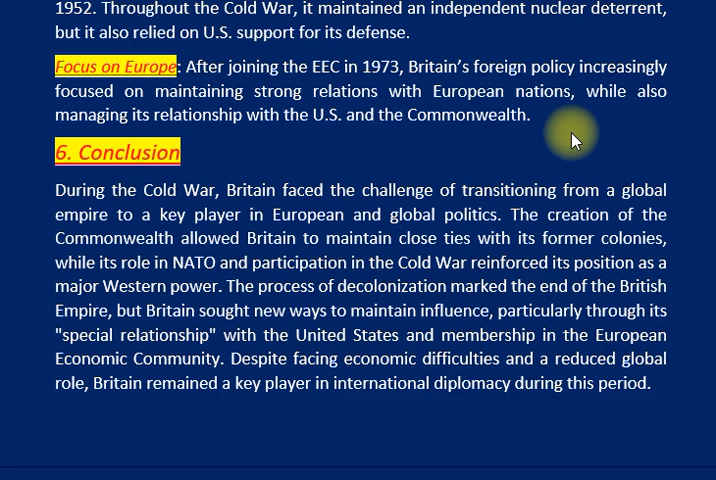 1952. Throughout the Cold War, it maintained an independent nuclear deterrent,
but it also relied on U.S. support for its defense.
Focus on Europe: After joining the EEC in 1973, Britain’s foreign policy increasingly
focused on maintaining strong relations with European nations, while also
managing its relationship with the U.S. and the Commonwealth.
6. Conclusion
During the Cold War, Britain faced the challenge of transitioning from a global
empire to a key player in European and global politics. The creation of the
Commonwealth allowed Britain to maintain close ties with its former colonies,
while its role in NATO and participation in the Cold War reinforced its position as a
major Western power. The process of decolonization marked the end of the British
Empire, but Britain sought new ways to maintain influence, particularly through its
"special relationship" with the United States and membership in the European
Economic Community. Despite facing economic difficulties and a reduced global
role, Britain remained a key player in international diplomacy during this period.